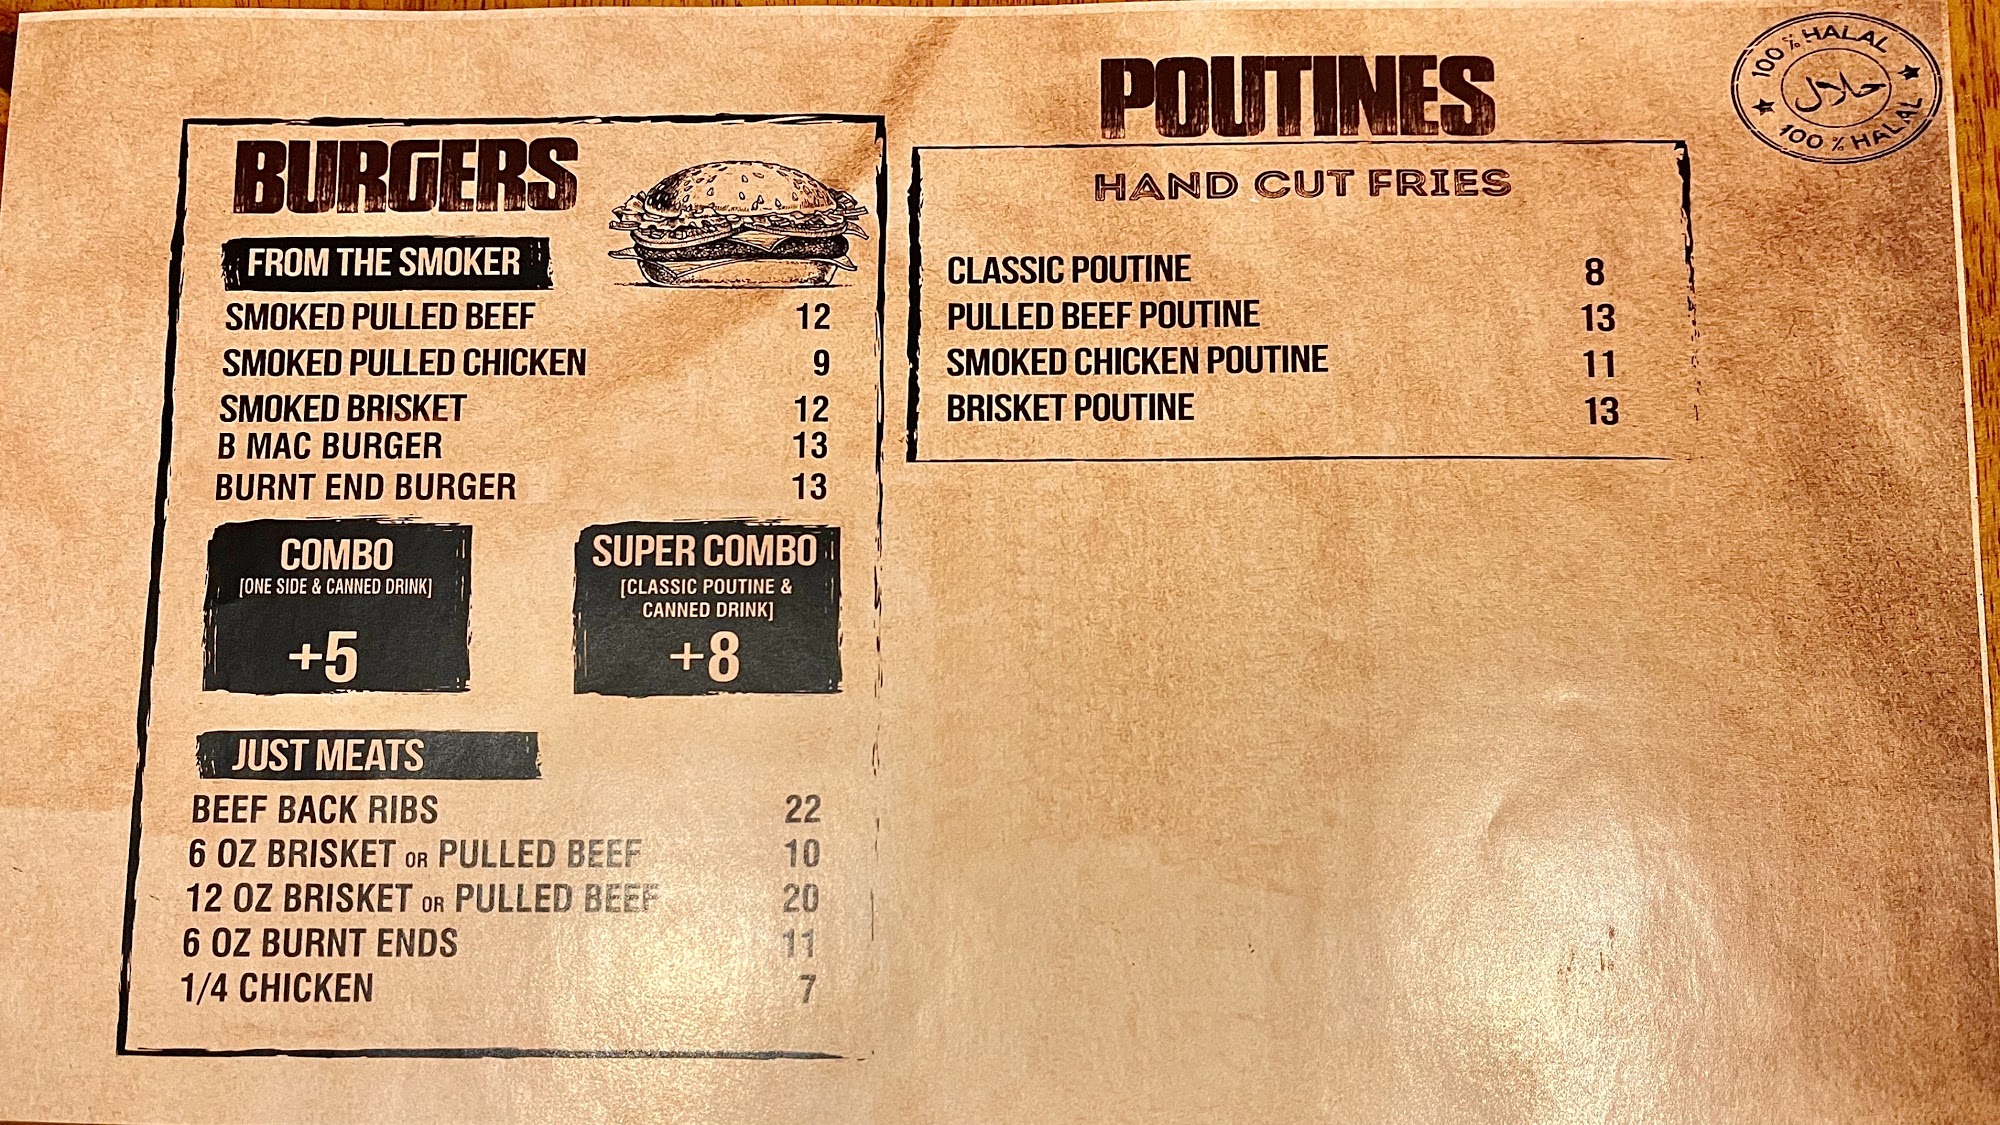 BURGERS
FROM THE SMOKER
SMOKED PULLED BEEF 12
SMOKED PULLED CHICKEN 9
SMOKED BRISKET 12
B MAC BURGER 13
BURNT END BURGER 13
COMBO
[ONE SIDE & CANNED DRINK]
+5
SUPER COMBO
[CLASSIC POUTINE &
CANNED DRINK]
+8
JUST MEATS
BEEF BACK RIBS 22
6 OZ BRISKET OR PULLED BEEF 10
12 OZ BRISKET OR PULLED BEEF 20
6 OZ BURNT ENDS 11
1/4 CHICKEN 7
POUTINES
HAND CUT FRIES
CLASSIC POUTINE 8
PULLED BEEF POUTINE 13
SMOKED CHICKEN POUTINE 11
BRISKET POUTINE 13
100% HALAL
حلال
100% HALAL